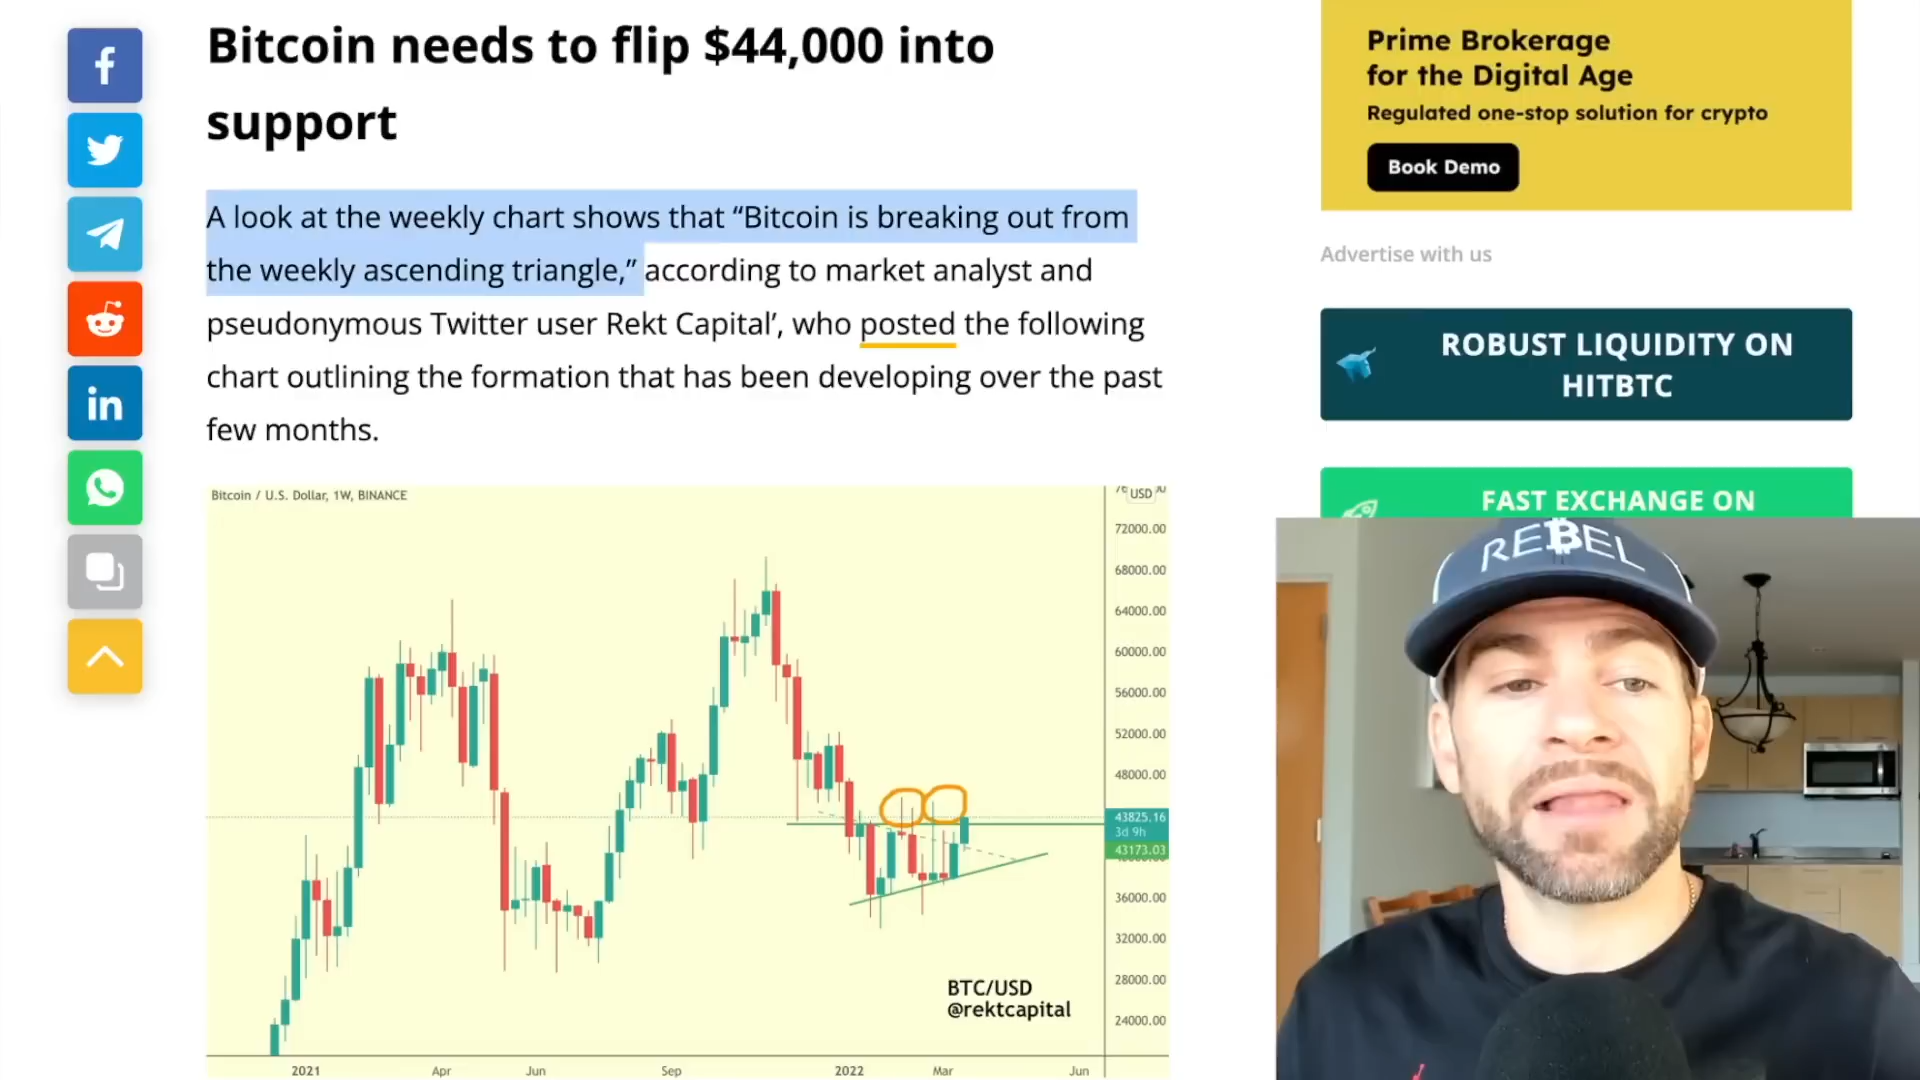 Bitcoin needs to flip $44,000 into
support
A look at the weekly chart shows that “Bitcoin is breaking out from
the weekly ascending triangle,” according to market analyst and
pseudonymous Twitter user Rekt Capital’, who posted the following
chart outlining the formation that has been developing over the past
few months.
Bitcoin / U.S. Dollar, 1W, BINANCE
USD
72000.00
68000.00
64000.00
60000.00
56000.00
52000.00
48000.00
43825.16
3d 9h
43173.03
36000.00
32000.00
28000.00
24000.00
BTC/USD
@rektcapital
2021 Apr Jun Sep 2022 Mar Jun
Prime Brokerage
for the Digital Age
Regulated one-stop solution for crypto
Book Demo
Advertise with us
ROBUST LIQUIDITY ON
HITBTC
FAST EXCHANGE ON
REBEL